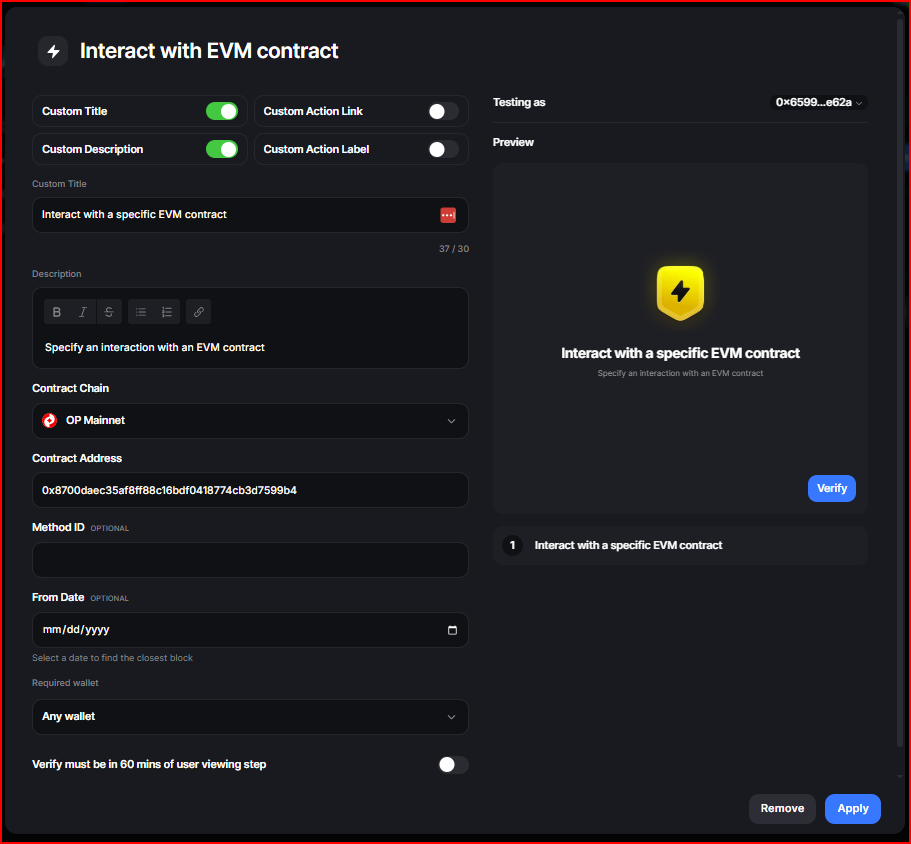 Interact with EVM contract
Custom Title
Custom Action Link
Custom Description
Custom Action Label
Custom Title
Interact with a specific EVM contract
37 / 30
Description
B I S
Specify an interaction with an EVM contract
Contract Chain
OP Mainnet
Contract Address
0x8700daec35af8ff88c16bdf0418774cb3d7599b4
Method ID OPTIONAL
From Date OPTIONAL
mm/dd/yyyy
Select a date to find the closest block
Required wallet
Any wallet
Verify must be in 60 mins of user viewing step
Testing as
0×6599...e62a
Preview
Interact with a specific EVM contract
Specify an interaction with an EVM contract
Verify
1 Interact with a specific EVM contract
Remove
Apply